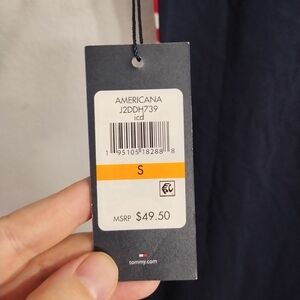 AMERICANA
J2DDH739
icd
1 95105 18288 8
S
MSRP $49.50
tommy.com